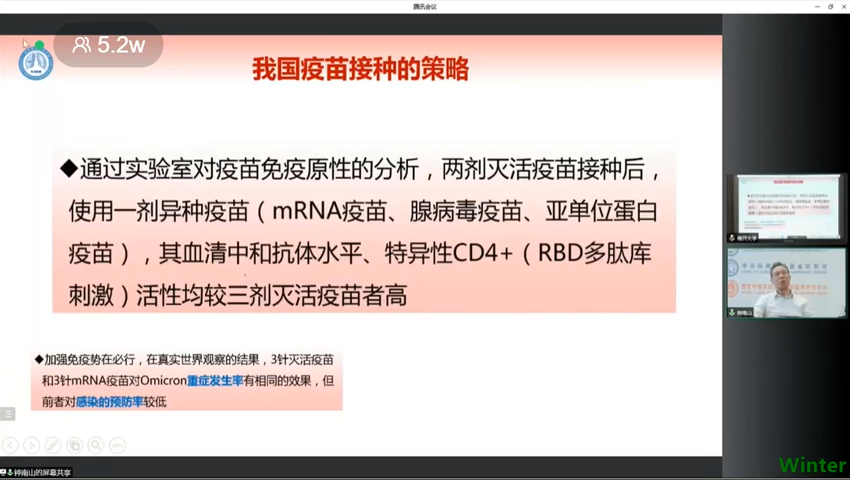 腾讯会议
5.2w
我国疫苗接种的策略
◆通过实验室对疫苗免疫原性的分析，两剂灭活疫苗接种后，
使用一剂异种疫苗（mRNA疫苗、腺病毒疫苗、亚单位蛋白
疫苗），其血清中和抗体水平、特异性CD4+（RBD多肽库
刺激）活性均较三剂灭活疫苗者高
◆加强免疫势在必行，在真实世界观察的结果，3针灭活疫苗
和3针mRNA疫苗对Omicron重症发生率有相同的效果，但
前者对感染的预防率较低
南开大学
钟南山
钟南山的屏幕共享
Winter